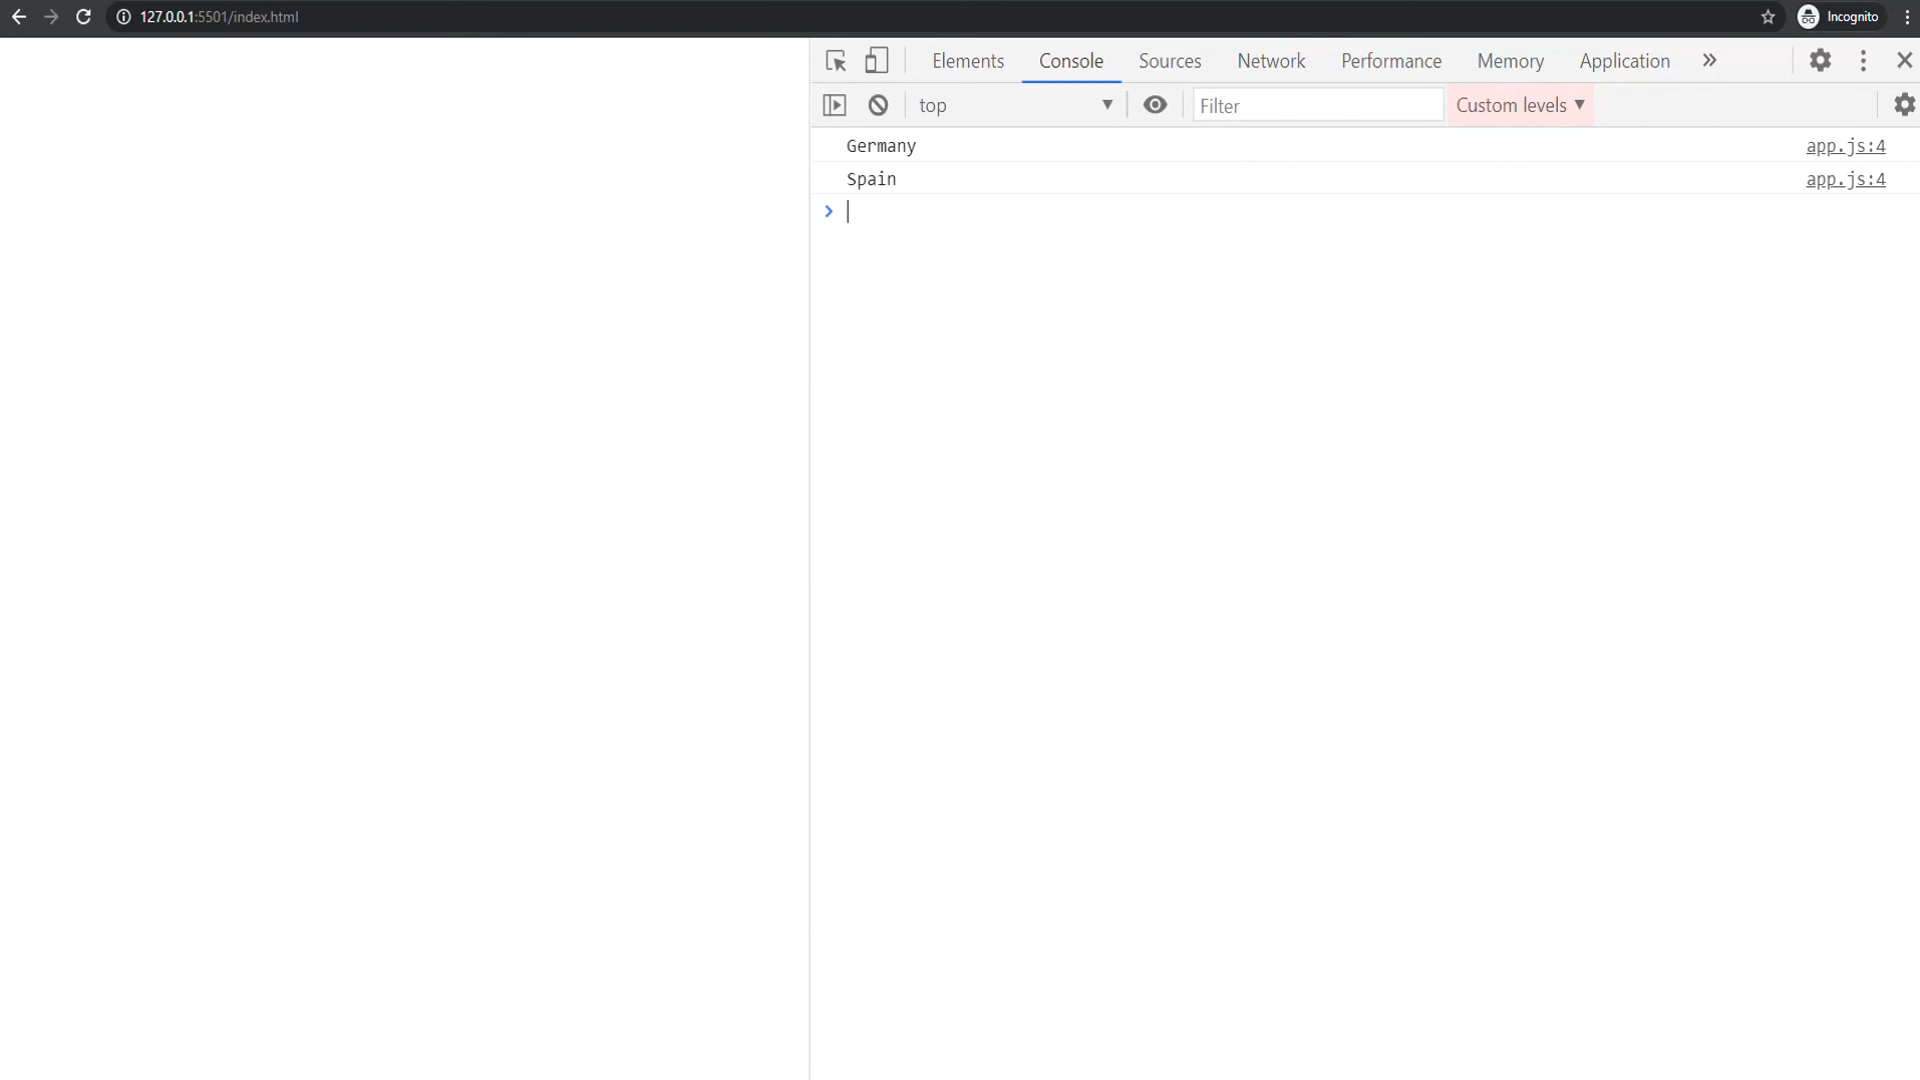 127.0.0.1:5501/index.html
Incognito
Elements Console Sources Network Performance Memory Application
top Filter Custom levels
Germany app.js:4
Spain app.js:4